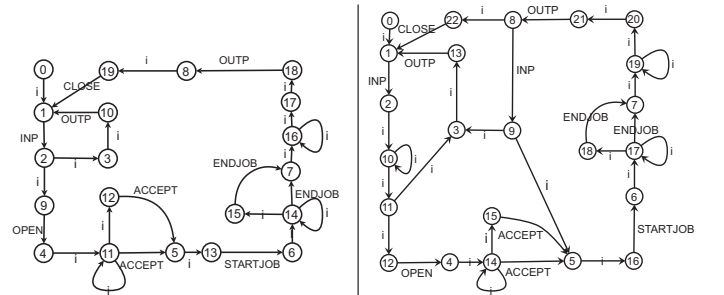 0
i
19
i
8
OUTP
18
CLOSE
i
1
OUTP
10
17
INP
i
i
16
i
2
i
3
ENDJOB
i
7
i
9
12
ACCEPT
15
i
14
ENDJOB
i
OPEN
i
i
4
i
11
ACCEPT
5
i
13
STARTJOB
6
i
0
CLOSE
22
i
8
OUTP
21
i
20
i
1
OUTP
13
i
19
i
INP
INP
i
2
i
3
i
9
ENDJOB
7
i
10
i
ENDJOB
18
i
17
i
i
i
11
i
i
i
6
15
ACCEPT
STARTJOB
i
12
OPEN
4
i
14
ACCEPT
5
i
16
i